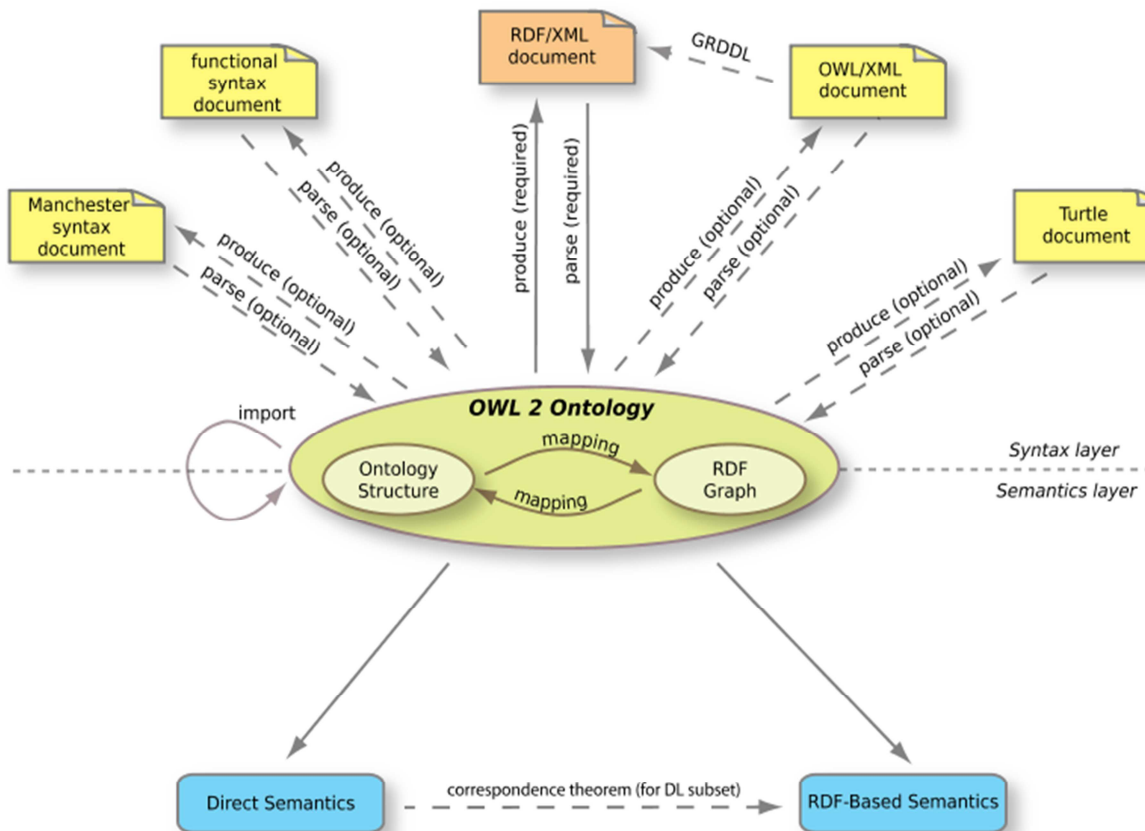 RDF/XML
document
GRDDL
functional
syntax
document
OWL/XML
document
Manchester
syntax
document
Turtle
document
produce (optional)
parse (optional)
produce (optional)
parse (optional)
produce (required)
parse (required)
produce (optional)
parse (optional)
produce (optional)
parse (optional)
import
OWL 2 Ontology
mapping
Ontology
Structure
RDF
Graph
mapping
Syntax layer
Semantics layer
Direct Semantics
correspondence theorem (for DL subset)
RDF-Based Semantics